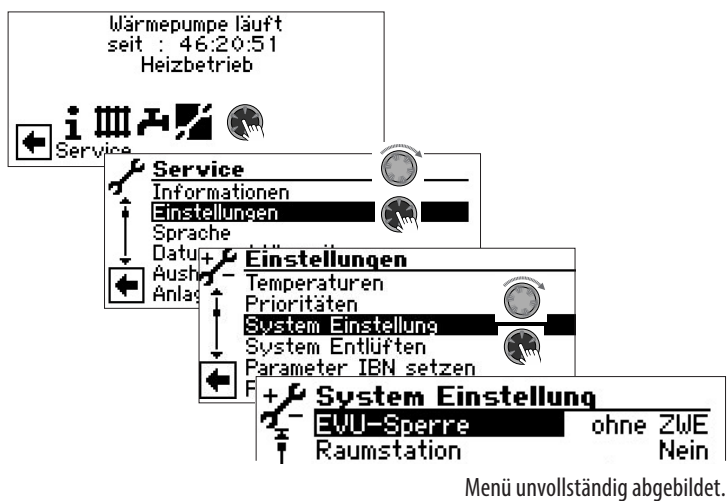 Wärmepumpe läuft
seit : 46:20:51
Heizbetrieb
Service
Service
Informationen
Einstellungen
Sprache
Einstellungen
Temperaturen
Prioritäten
System Einstellung
System Entlüften
Parameter IBN setzen
System Einstellung
EVU-Sperre ohne ZWE
Raumstation Nein
Menü unvollständig abgebildet.